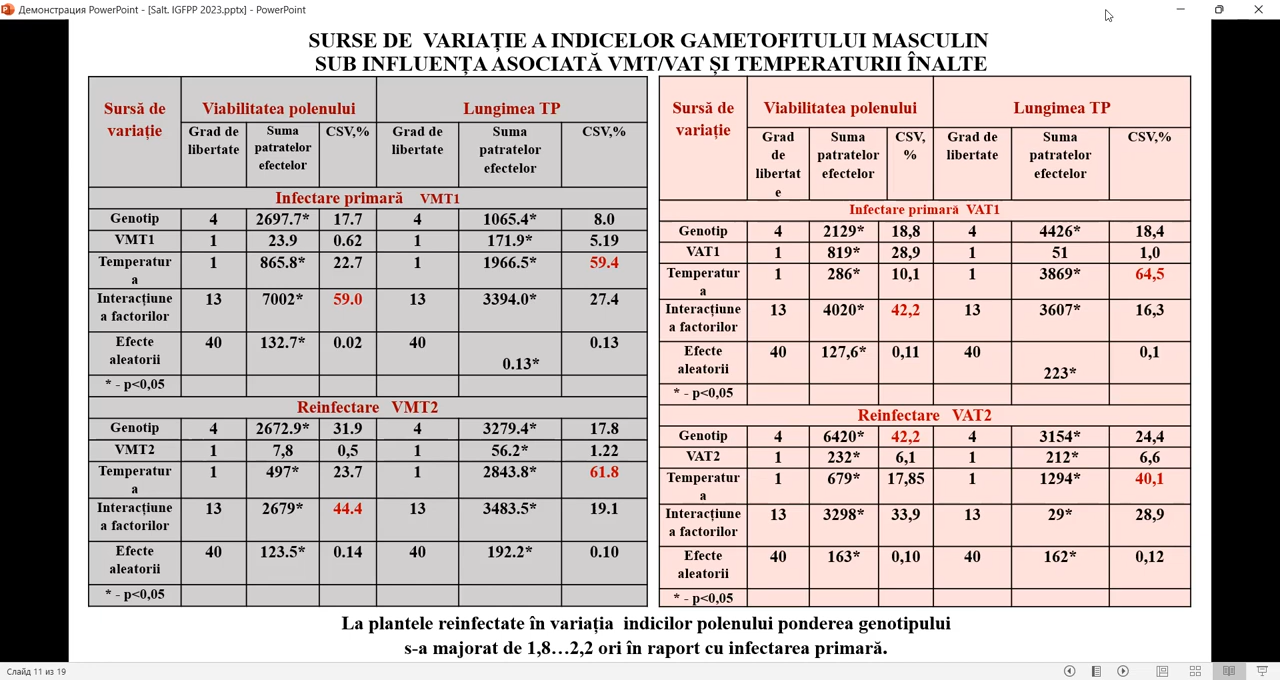 Демонстрация PowerPoint - [Salt. IGFPP 2023.pptx] - PowerPoint
SURSE DE VARIAȚIE A INDICELOR GAMETOFITULUI MASCULIN
SUB INFLUENȚA ASOCIATĂ VMT/VAT ȘI TEMPERATURII ÎNALTE
Sursă de
variație
Viabilitatea polenului
Lungimea TP
Grad de
libertate
Suma
patratelor
efectelor
CSV,%
Grad de
libertate
Suma
patratelor
efectelor
CSV,%
Infectare primară VMT1
Genotip 4 2697.7* 17.7 4 1065.4* 8.0
VMT1 1 23.9 0.62 1 171.9* 5.19
Temperatur
a
1 865.8* 22.7 1 1966.5* 59.4
Interacțiune
a factorilor
13 7002* 59.0 13 3394.0* 27.4
Efecte
aleatorii
40 132.7* 0.02 40 0.13* 0.13
* - p<0,05
Reinfectare VMT2
Genotip 4 2672.9* 31.9 4 3279.4* 17.8
VMT2 1 7,8 0,5 1 56.2* 1.22
Temperatur
a
1 497* 23.7 1 2843.8* 61.8
Interacțiune
a factorilor
13 2679* 44.4 13 3483.5* 19.1
Efecte
aleatorii
40 123.5* 0.14 40 192.2* 0.10
* - p<0,05
Sursă de
variație
Viabilitatea polenului
Lungimea TP
Grad
de
libertat
e
Suma
patratelor
efectelor
CSV,
%
Grad de
libertate
Suma
patratelor
efectelor
CSV,%
Infectare primară VAT1
Genotip 4 2129* 18,8 4 4426* 18,4
VAT1 1 819* 28,9 1 51 1,0
Temperatur
a
1 286* 10,1 1 3869* 64,5
Interacțiune
a factorilor
13 4020* 42,2 13 3607* 16,3
Efecte
aleatorii
40 127,6* 0,11 40 223* 0,1
* - p<0,05
Reinfectare VAT2
Genotip 4 6420* 42,2 4 3154* 24,4
VAT2 1 232* 6,1 1 212* 6,6
Temperatur
a
1 679* 17,85 1 1294* 40,1
Interacțiune
a factorilor
13 3298* 33,9 13 29* 28,9
Efecte
aleatorii
40 163* 0,10 40 162* 0,12
* - p<0,05
La plantele reinfectate în variația indicilor polenului ponderea genotipului
s-a majorat de 1,8…2,2 ori în raport cu infectarea primară.
Слайд 11 из 19